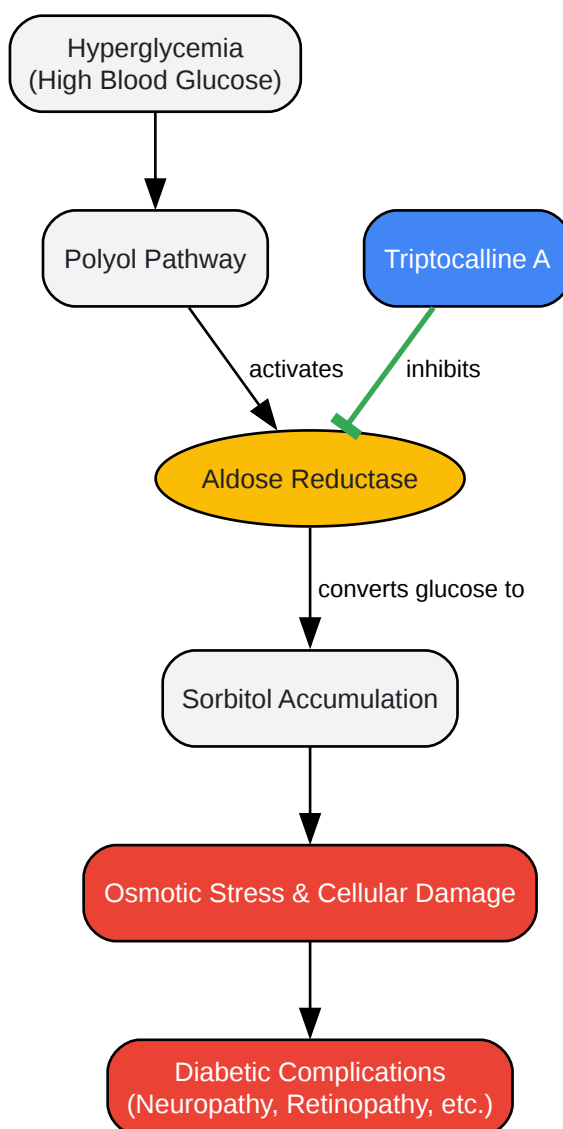 Hyperglycemia
(High Blood Glucose)
Polyol Pathway
Triptocalline A
activates
inhibits
Aldose Reductase
converts glucose to
Sorbitol Accumulation
Osmotic Stress & Cellular Damage
Diabetic Complications
(Neuropathy, Retinopathy, etc.)